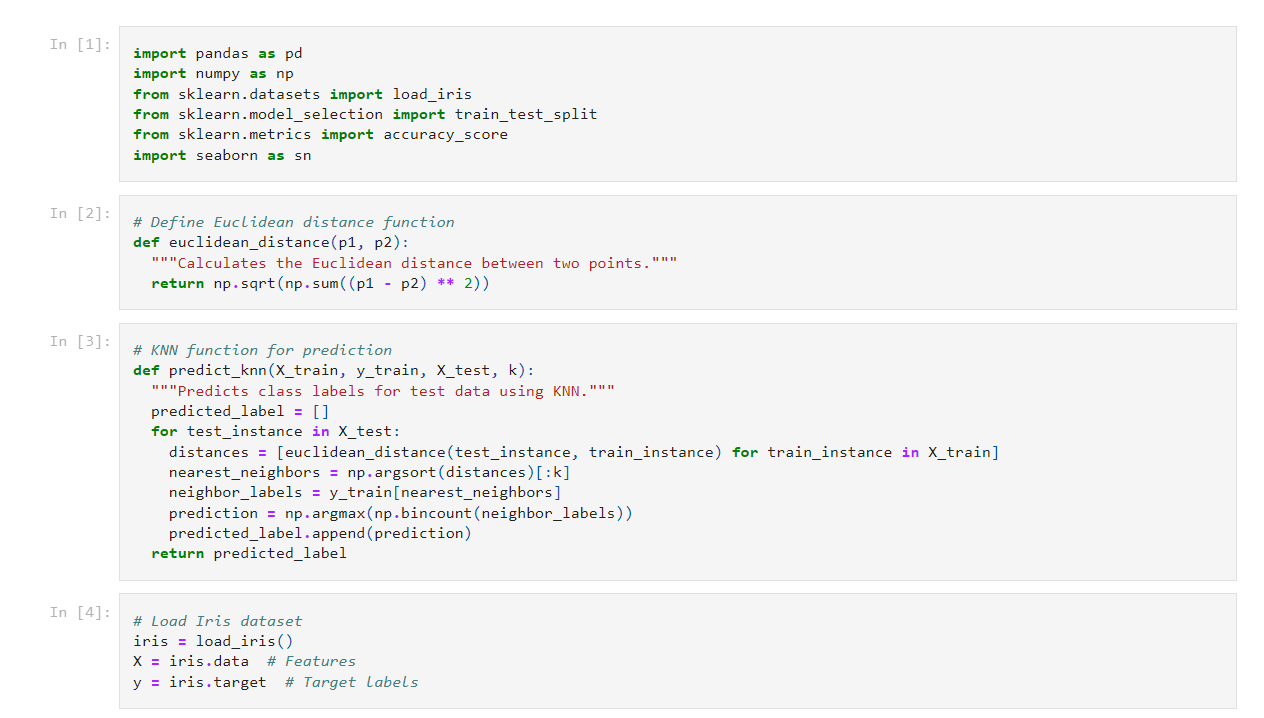 In [1]:
import pandas as pd
import numpy as np
from sklearn.datasets import load_iris
from sklearn.model_selection import train_test_split
from sklearn.metrics import accuracy_score
import seaborn as sn
In [2]:
# Define Euclidean distance function
def euclidean_distance(p1, p2):
  """Calculates the Euclidean distance between two points."""
  return np.sqrt(np.sum((p1 - p2) ** 2))
In [3]:
# KNN function for prediction
def predict_knn(X_train, y_train, X_test, k):
  """Predicts class labels for test data using KNN."""
  predicted_label = []
  for test_instance in X_test:
    distances = [euclidean_distance(test_instance, train_instance) for train_instance in X_train]
    nearest_neighbors = np.argsort(distances)[:k]
    neighbor_labels = y_train[nearest_neighbors]
    prediction = np.argmax(np.bincount(neighbor_labels))
    predicted_label.append(prediction)
  return predicted_label
In [4]:
# Load Iris dataset
iris = load_iris()
X = iris.data  # Features
y = iris.target  # Target labels